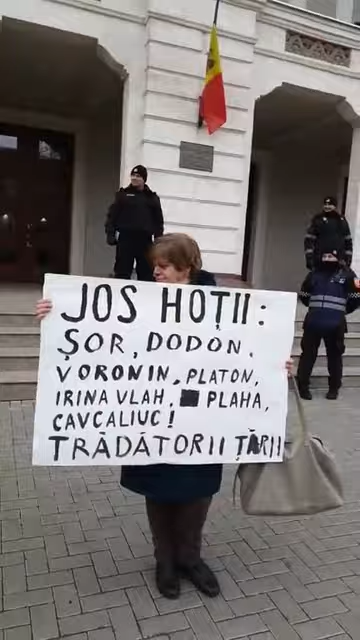 JOS HOȚII:
ȘOR, DODON,
VORONIN, PLATON,
IRINA VLAH, PLAHA,
CAVCALIUC!
TRĂDĂTORII ȚĂRII